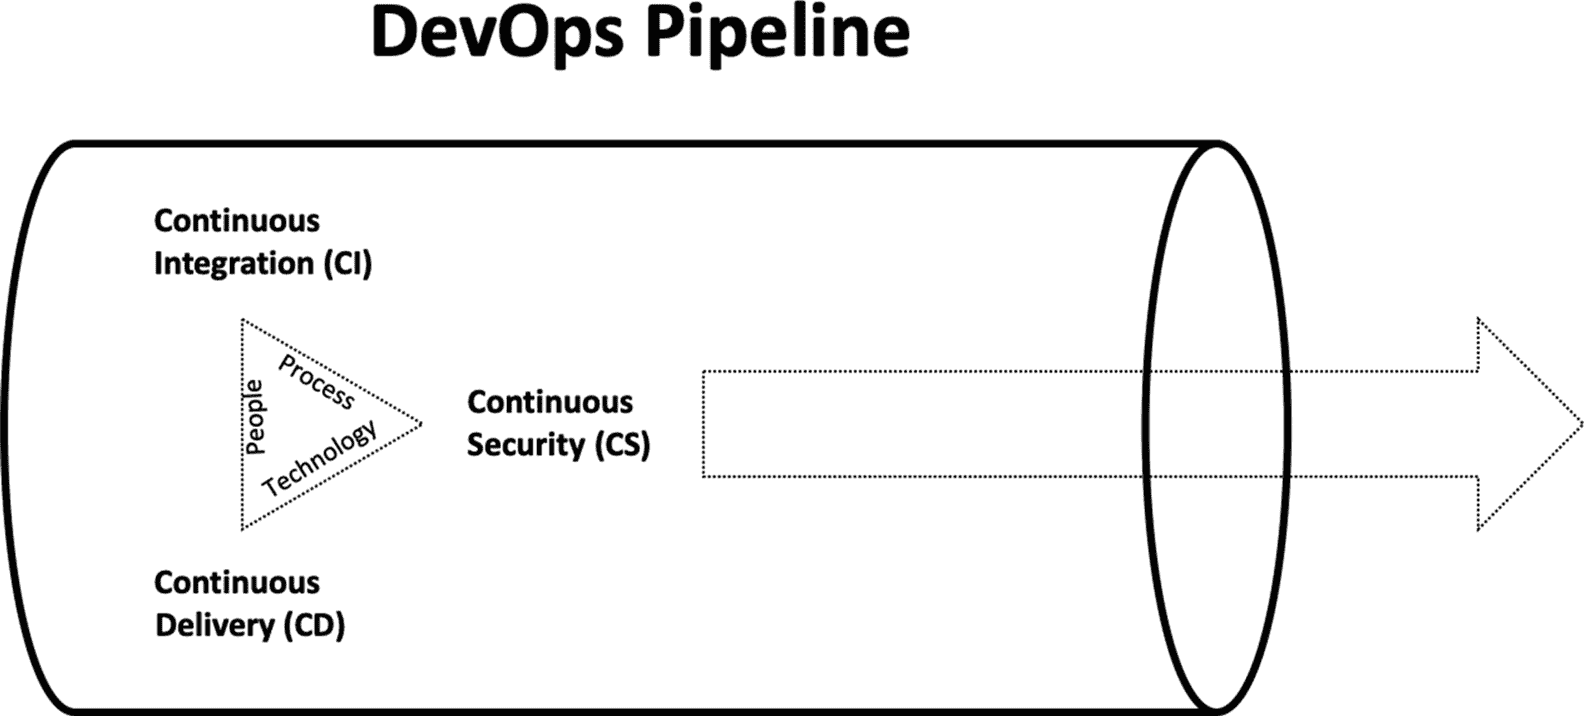 DevOps Pipeline
Continuous
Integration (CI)
Process
People
Technology
Continuous
Security (CS)
Continuous
Delivery (CD)